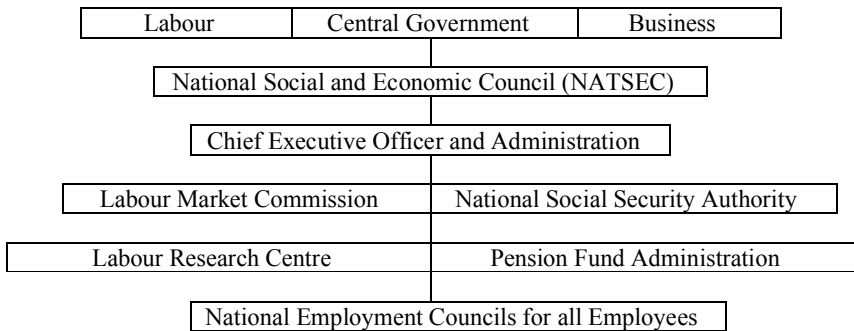 Labour Central Government Business
National Social and Economic Council (NATSEC)
Chief Executive Officer and Administration
Labour Market Commission National Social Security Authority
Labour Research Centre Pension Fund Administration
National Employment Councils for all Employees